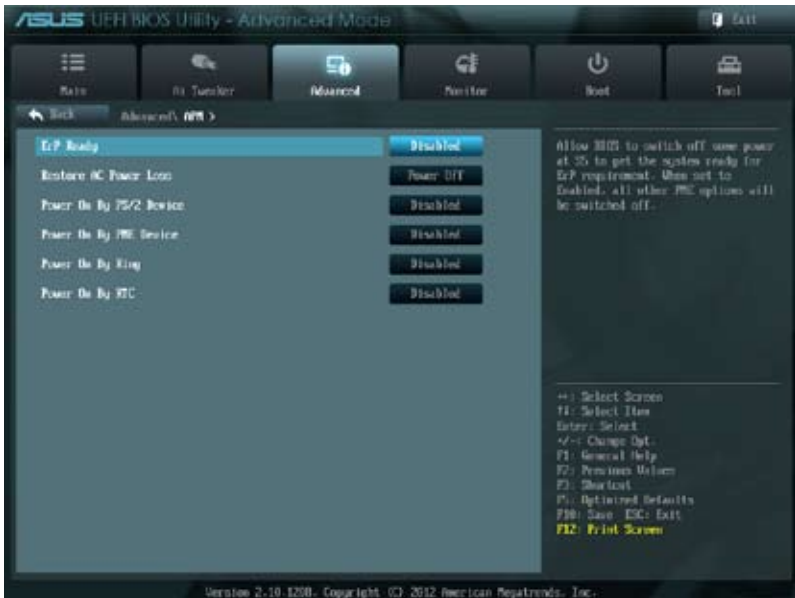 ASUS UEFI BIOS Utility - Advanced Mode
Exit
Main
Ai Tweaker
Advanced
Monitor
Boot
Tool
Back
Advanced\ APM >
ErP Ready
Disabled
Restore AC Power Loss
Power Off
Power On By PS/2 Device
Disabled
Power On By PME Device
Disabled
Power On By Ring
Disabled
Power On By RTC
Disabled
Allow BIOS to switch off some power
at S5 to get the system ready for
ErP requirement. When set to
Enabled, all other PME options will
be switched off.
→←: Select Screen
↑↓: Select Item
Enter: Select
+/-: Change Opt.
F1: General Help
F2: Previous Values
F3: Shortcut
F5: Optimized Defaults
F10: Save ESC: Exit
F12: Print Screen
Version 2.10.1208. Copyright (C) 2012 American Megatrends, Inc.